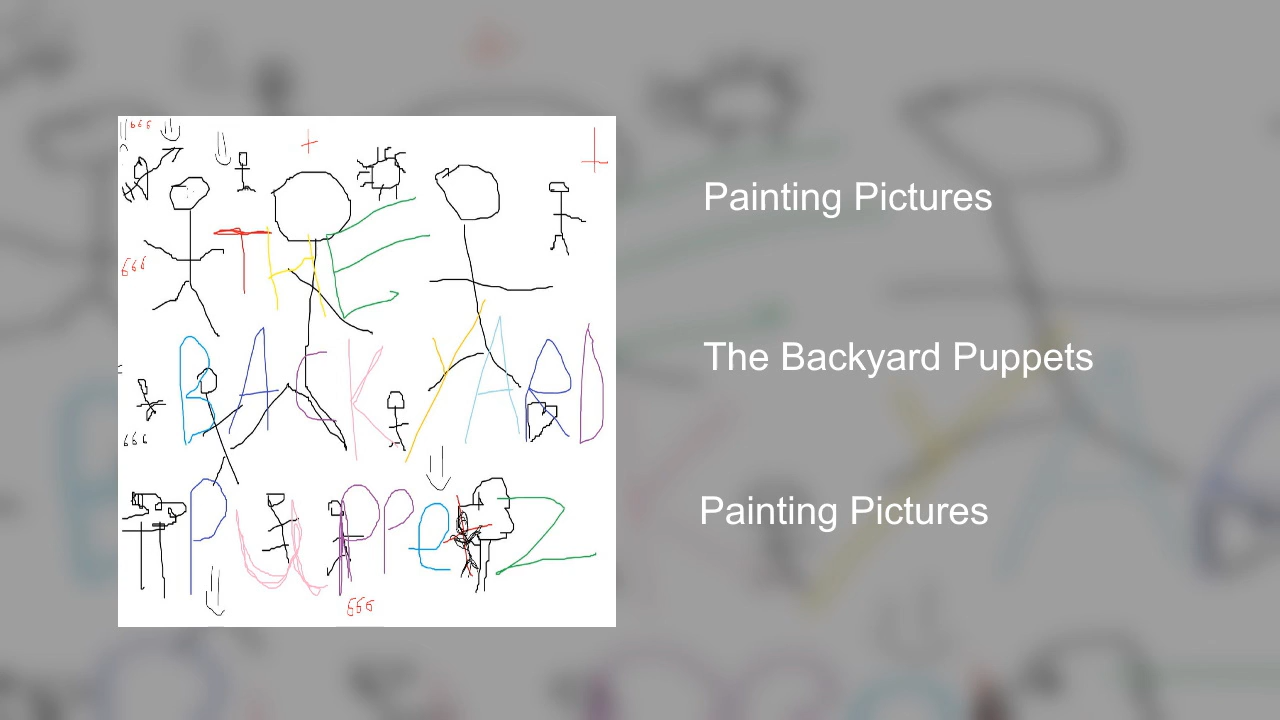 666
666
THE
BACKYARD
666
PUPPetZ
666
Painting Pictures
The Backyard Puppets
Painting Pictures